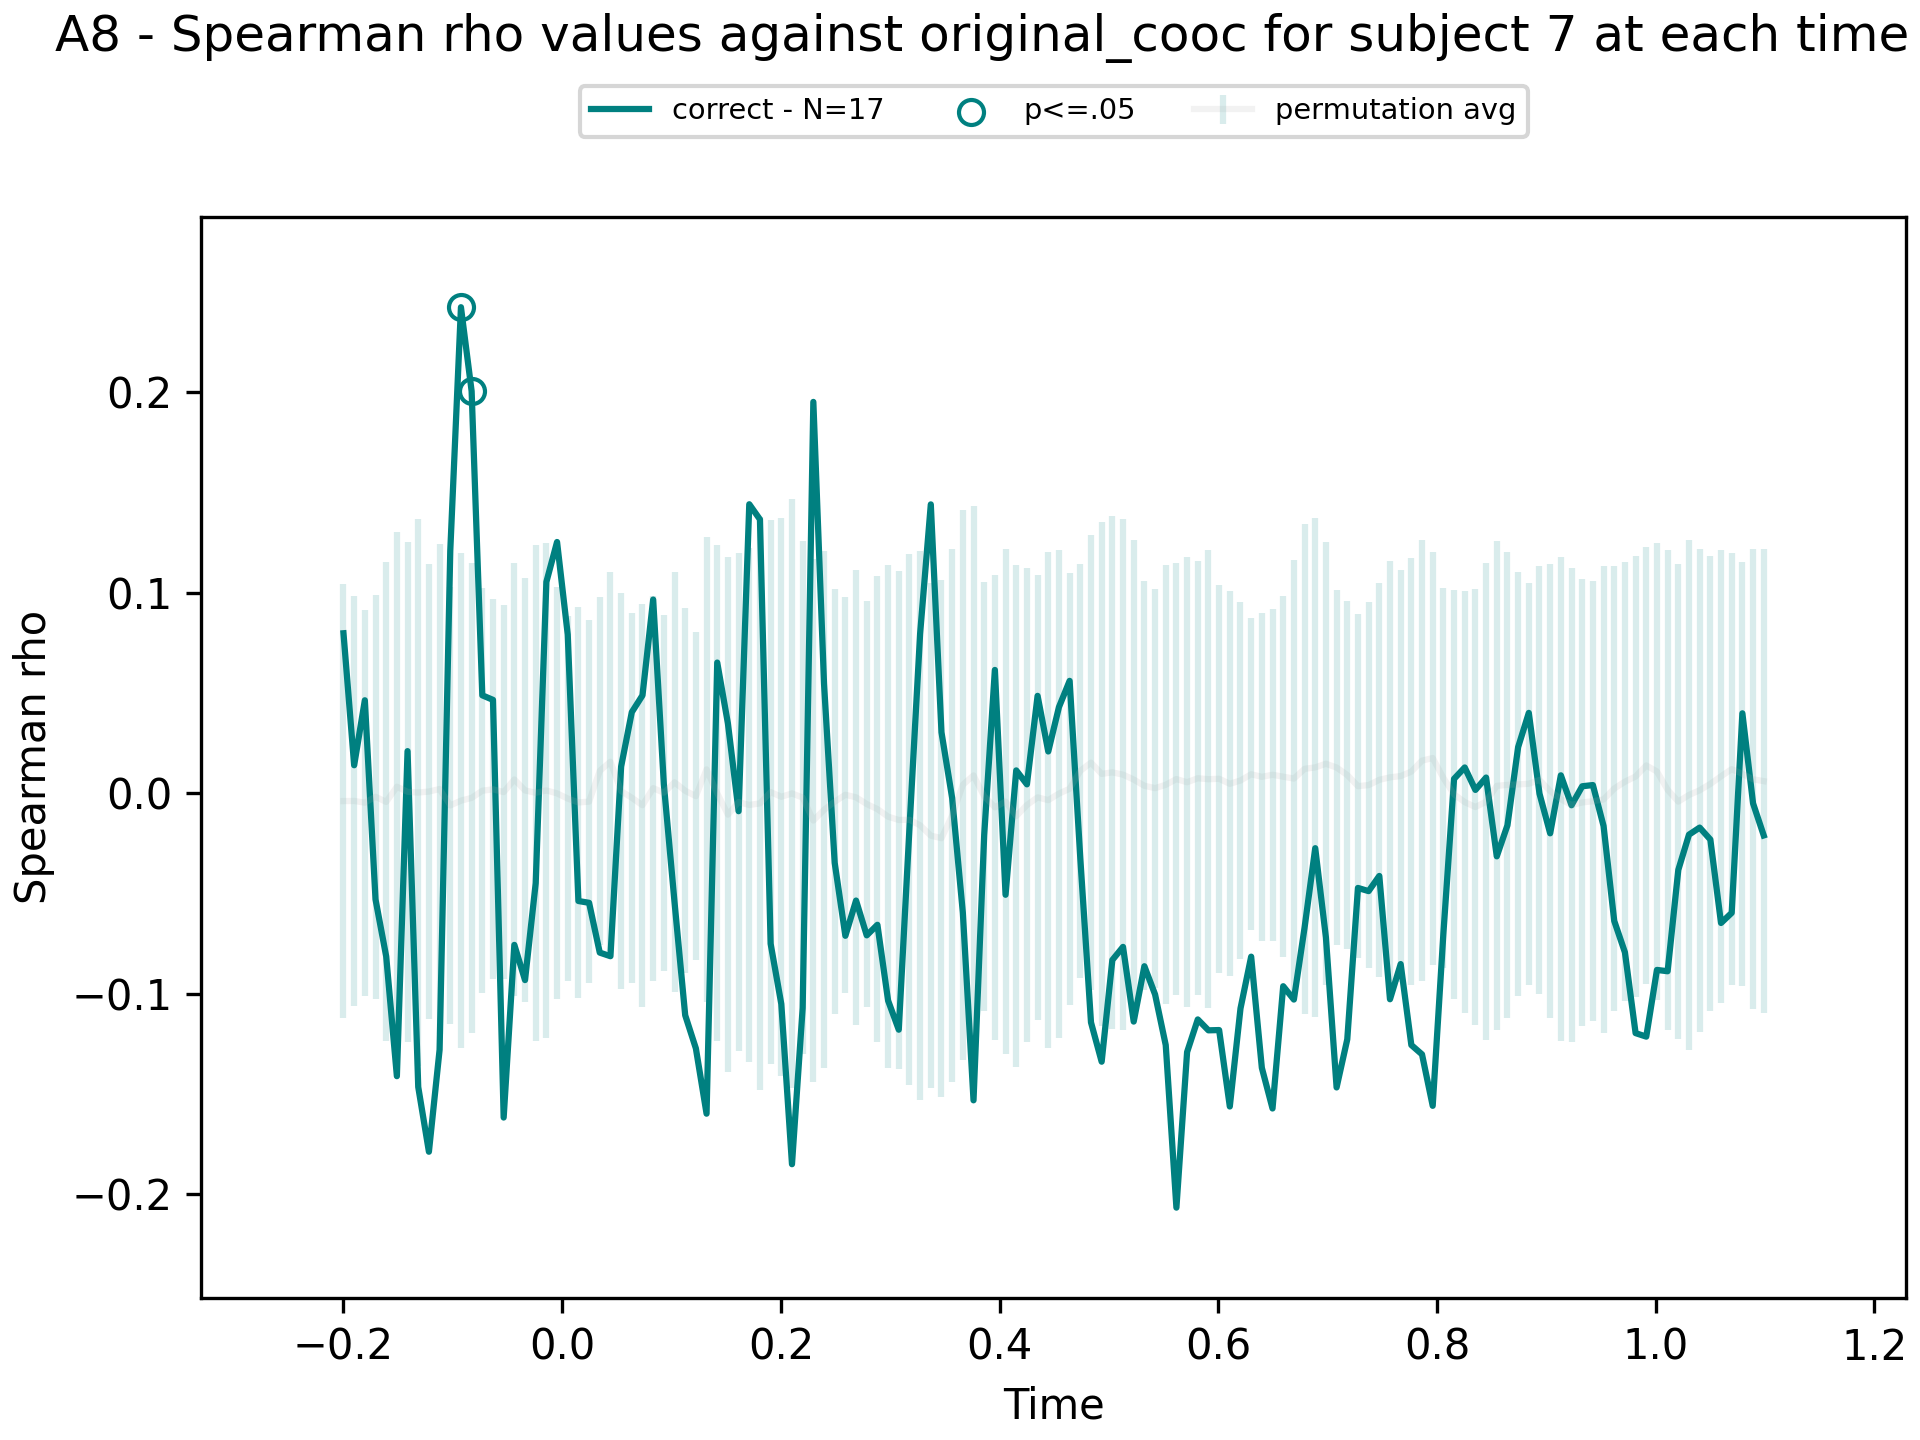 A8 - Spearman rho values against original_cooc for subject 7 at each time
correct - N=17 p<=.05 permutation avg
Spearman rho
0.2
0.1
0.0
−0.1
−0.2
−0.2 0.0 0.2 0.4 0.6 0.8 1.0 1.2
Time